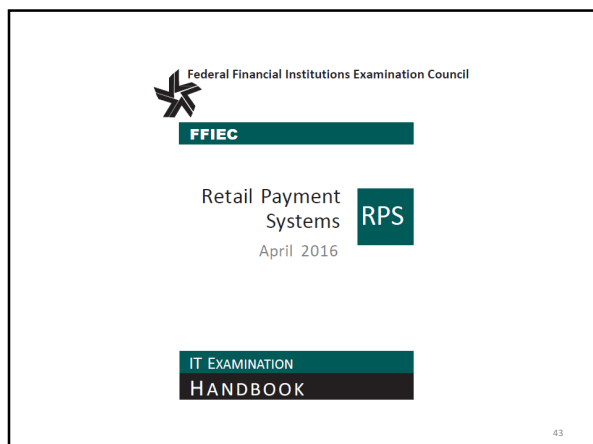 Federal Financial Institutions Examination Council
FFIEC
Retail Payment
Systems
RPS
April 2016
IT EXAMINATION
HANDBOOK
43